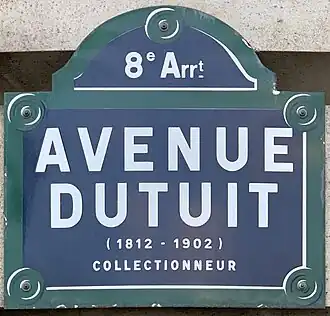 8e Arrt
AVENUE
DUTUIT
(1812 - 1902)
COLLECTIONNEUR